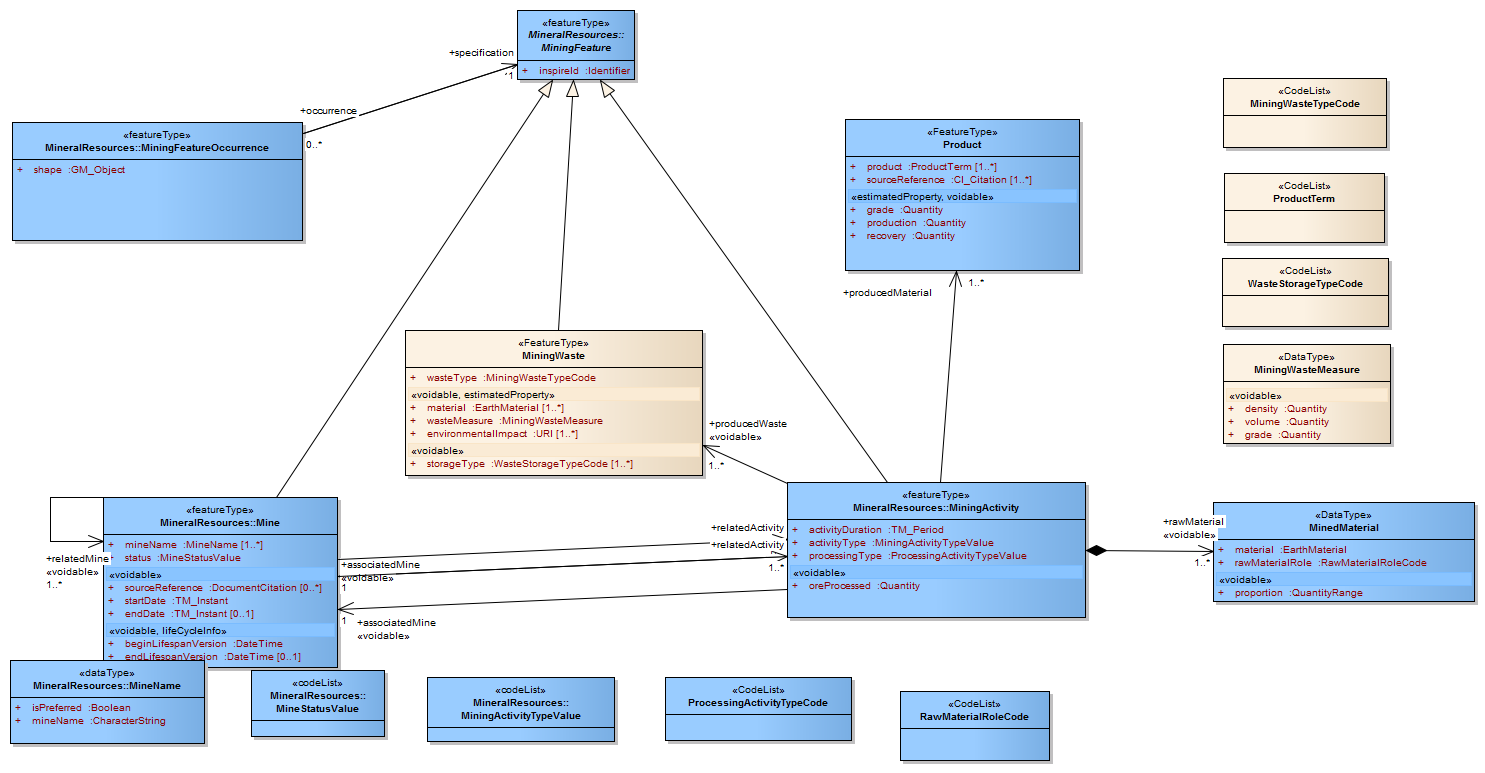 «featureType»
MineralResources::
MiningFeature
+ inspireId :Identifier
+specification
1
+occurrence
0..*
«featureType»
MineralResources::MiningFeatureOccurrence
+ shape :GM_Object
«FeatureType»
Product
+ product :ProductTerm [1..*]
+ sourceReference :CI_Citation [1..*]
«estimatedProperty, voidable»
+ grade :Quantity
+ production :Quantity
+ recovery :Quantity
+producedMaterial
1..*
«CodeList»
MiningWasteTypeCode
«CodeList»
ProductTerm
«CodeList»
WasteStorageTypeCode
«DataType»
MiningWasteMeasure
«voidable»
+ density :Quantity
+ volume :Quantity
+ grade :Quantity
«FeatureType»
MiningWaste
+ wasteType :MiningWasteTypeCode
«voidable, estimatedProperty»
+ material :EarthMaterial [1..*]
+ wasteMeasure :MiningWasteMeasure
+ environmentalImpact :URI [1..*]
«voidable»
+ storageType :WasteStorageTypeCode [1..*]
+producedWaste
«voidable»
1..*
«featureType»
MineralResources::Mine
+ mineName :MineName [1..*]
+ status :MineStatusValue
«voidable»
+ sourceReference :DocumentCitation [0..*]
+ startDate :TM_Instant
+ endDate :TM_Instant [0..1]
«voidable, lifeCycleInfo»
+ beginLifespanVersion :DateTime
+ endLifespanVersion :DateTime [0..1]
+relatedMine
«voidable»
1..*
+relatedActivity
+relatedActivity
1..*
+associatedMine
«voidable»
1
1
+associatedMine
«voidable»
«featureType»
MineralResources::MiningActivity
+ activityDuration :TM_Period
+ activityType :MiningActivityTypeValue
+ processingType :ProcessingActivityTypeValue
«voidable»
+ oreProcessed :Quantity
+rawMaterial
«voidable»
1..*
«DataType»
MinedMaterial
+ material :EarthMaterial
+ rawMaterialRole :RawMaterialRoleCode
«voidable»
+ proportion :QuantityRange
«dataType»
MineralResources::MineName
+ isPreferred :Boolean
+ mineName :CharacterString
«codeList»
MineralResources::
MineStatusValue
«codeList»
MineralResources::
MiningActivityTypeValue
«CodeList»
ProcessingActivityTypeCode
«CodeList»
RawMaterialRoleCode